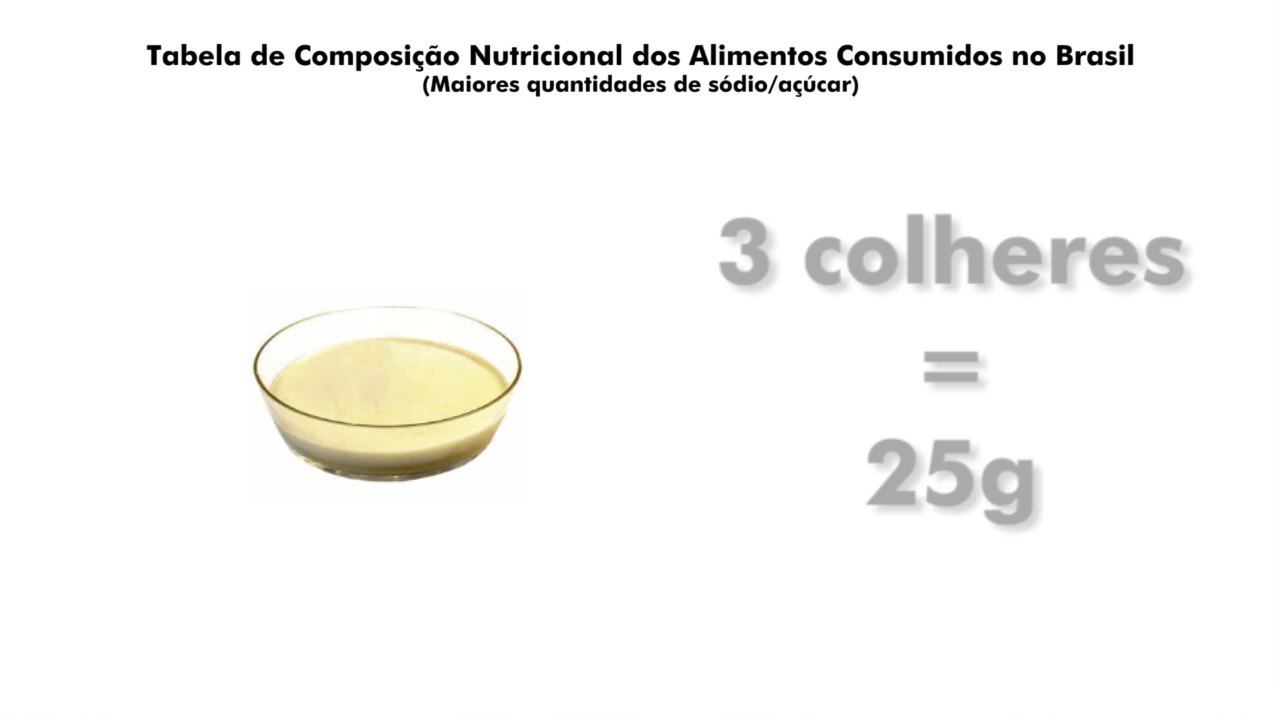 Tabela de Composição Nutricional dos Alimentos Consumidos no Brasil
(Maiores quantidades de sódio/açúcar)
3 colheres
=
25g